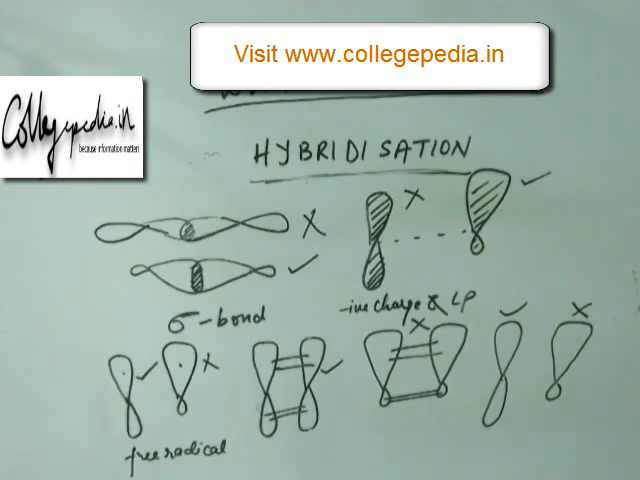 Visit www.collegepedia.in
Collegepedia.in
because information matters
HYBRIDISATION
σ-bond
-ive charge & LP
free radical